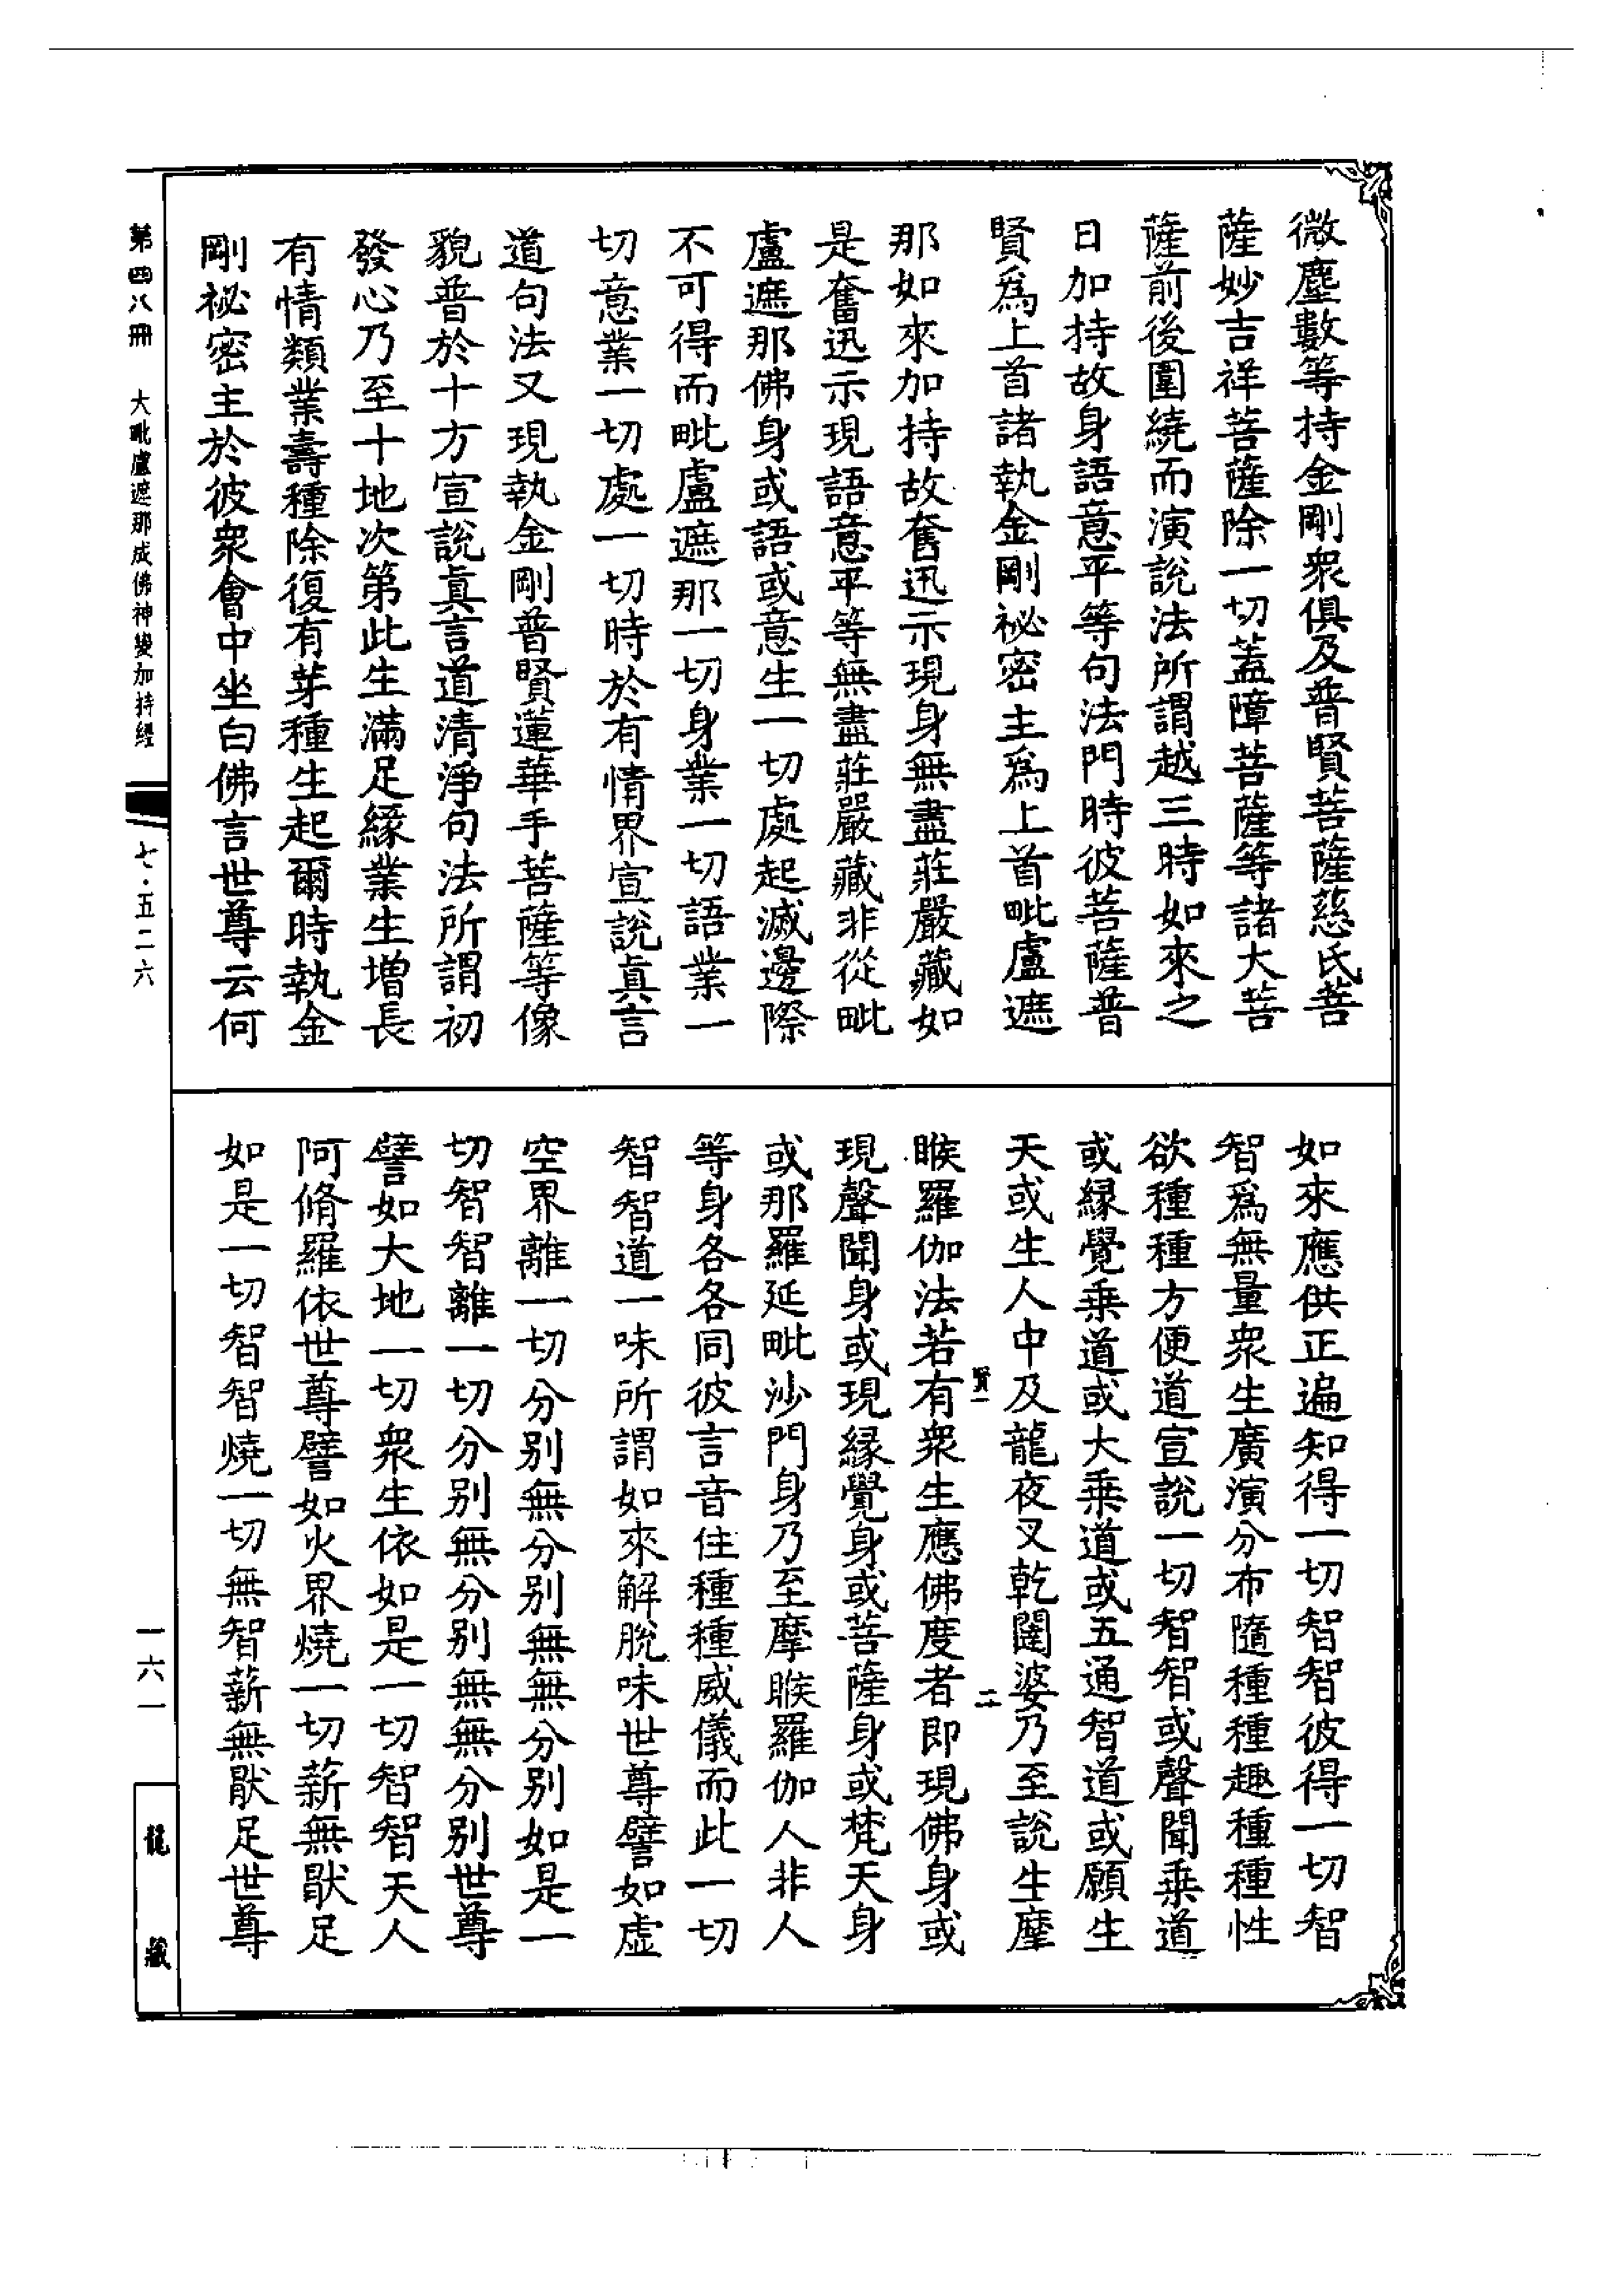 微塵數等持金剛衆俱及普賢菩薩慈氏菩
薩妙吉祥菩薩除一切蓋障菩薩等諸大菩
薩前後圍繞而演說法所謂越三時如來之
日加持故身語意平等句法門時彼菩薩普
賢爲上首諸執金剛祕密主爲上首毗盧遮
那如來加持故奮迅示現身無盡莊嚴藏如
是奮迅示現語意平等無盡莊嚴藏非從毗
盧遮那佛身或語或意生一切處起滅邊際
不可得而毗盧遮那一切身業一切語業一
切意業一切處一切時於有情界宣說眞言
道句法又現執金剛普賢蓮華手菩薩等像
貌普於十方宣說眞言道清淨句法所謂初
發心乃至十地次第此生滿足緣業生增長
有情類業壽種除復有芽種生起爾時執金
剛祕密主於彼衆會中坐白佛言世尊云何
如來應供正遍知得一切智智彼得一切智
智爲無量衆生廣演分布隨種種趣種種性
欲種種方便道宣說一切智智或聲聞乘道
或緣覺乘道或大乘道或五通智道或願生
天或生人中及龍夜叉乾闥婆乃至說生摩
賢一 二十
睺羅伽法若有衆生應佛度者即現佛身或
現聲聞身或現緣覺身或菩薩身或梵天身
或那羅延毗沙門身乃至摩睺羅伽人非人
等身各各同彼言音住種種威儀而此一切
智智道一味所謂如來解脫味世尊譬如虛
空界離一切分別無分別無無分別如是一
切智智離一切分別無分別無無分別世尊
譬如大地一切衆生依如是一切智智天人
阿脩羅依世尊譬如火界燒一切薪無猒足
如是一切智智燒一切無智薪無猒足世尊
第四八冊 大毗盧遮那成佛神變加持經 七·五二六
一六一
龍藏